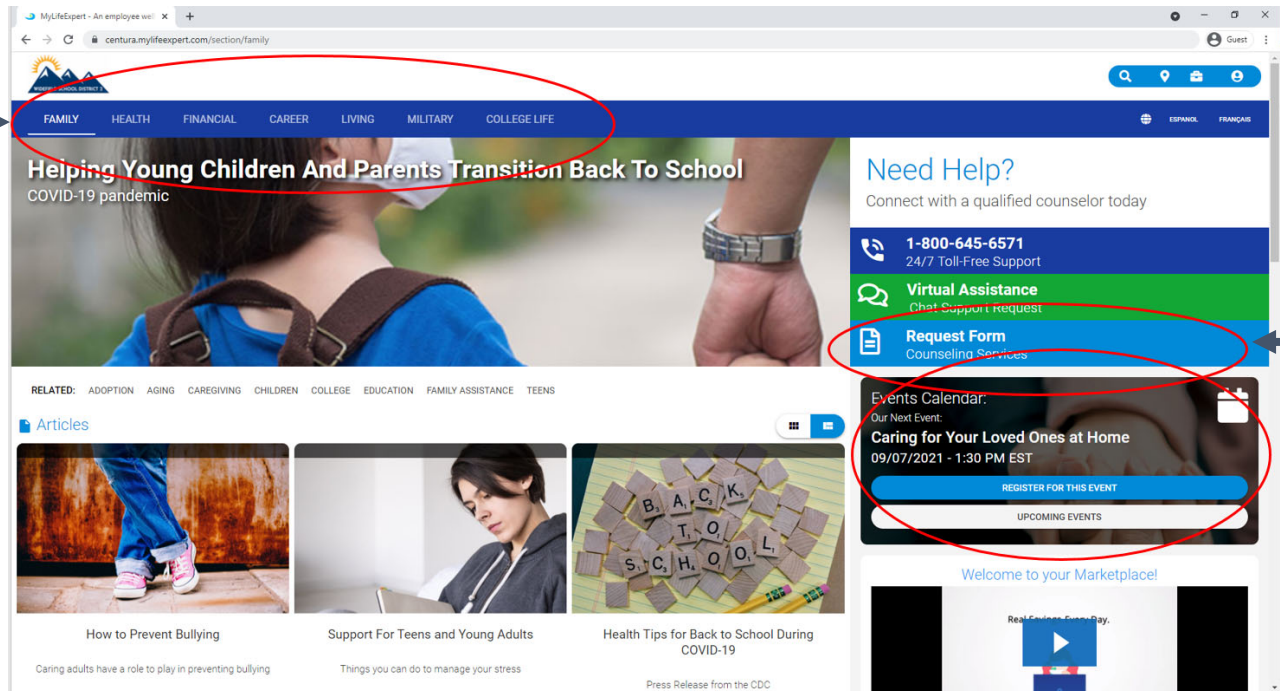 MyLifeExpert - An employee well
centura.mylifeexpert.com/section/family
Guest
WIDEFIELD SCHOOL DISTRICT 3
FAMILY HEALTH FINANCIAL CAREER LIVING MILITARY COLLEGE LIFE
ESPANOL FRANÇAIS
Helping Young Children And Parents Transition Back To School
COVID-19 pandemic
Need Help?
Connect with a qualified counselor today
1-800-645-6571
24/7 Toll-Free Support
Virtual Assistance
Chat Support Request
Request Form
Counseling Services
RELATED: ADOPTION AGING CAREGIVING CHILDREN COLLEGE EDUCATION FAMILY ASSISTANCE TEENS
Articles
Events Calendar:
Our Next Event:
Caring for Your Loved Ones at Home
09/07/2021 - 1:30 PM EST
REGISTER FOR THIS EVENT
UPCOMING EVENTS
BACK
TO
SCHOOL
How to Prevent Bullying
Caring adults have a role to play in preventing bullying
Support For Teens and Young Adults
Things you can do to manage your stress
Health Tips for Back to School During
COVID-19
Press Release from the CDC
Welcome to your Marketplace!
Real Savings. Every Day.